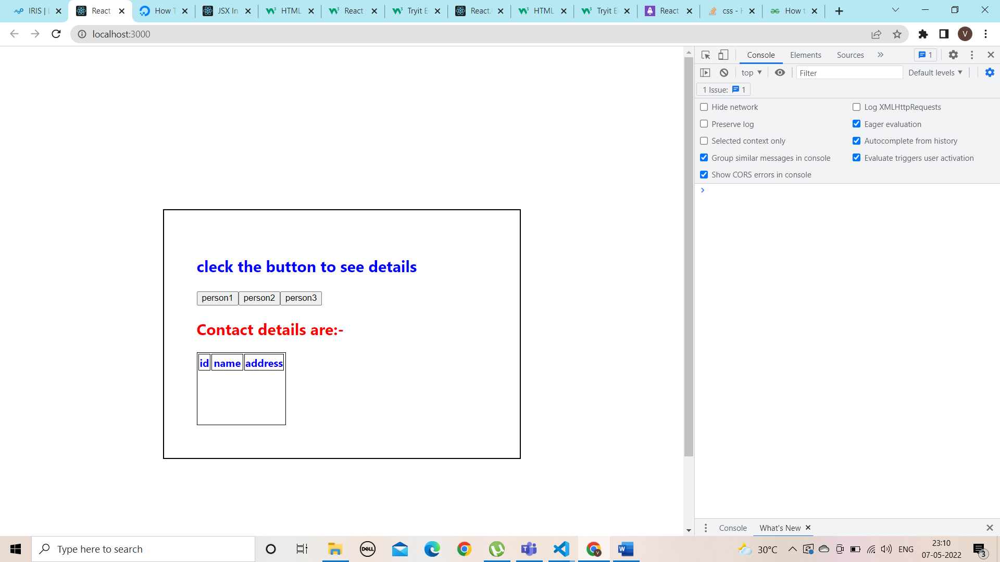 IRIS | L
React
How T
JSX In
HTML
React
Tryit E
React.
HTML
Tryit E
React
css - H
How t
localhost:3000
V
Console
Elements
Sources
1
top
Filter
Default levels
1 Issue: 1
Hide network
Log XMLHttpRequests
Preserve log
Eager evaluation
Selected context only
Autocomplete from history
Group similar messages in console
Evaluate triggers user activation
Show CORS errors in console
cleck the button to see details
person1 person2 person3
Contact details are:-
id name address
Console
What's New
Type here to search
DELL
V
W
30°C
ENG
23:10
07-05-2022
3